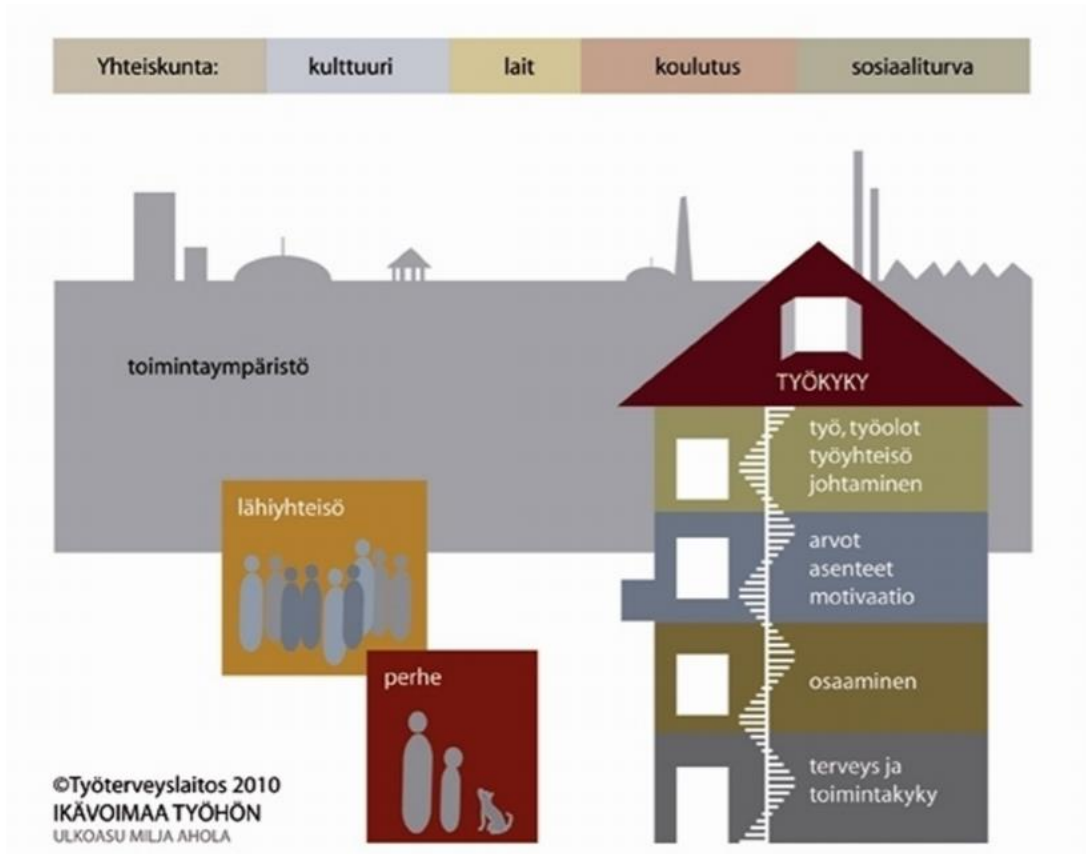 Yhteiskunta: kulttuuri lait koulutus sosiaaliturva
toimintaympäristö
TYÖKYKY
työ, työolot
työyhteisö
johtaminen
lähiyhteisö
arvot
asenteet
motivaatio
perhe
osaaminen
terveys ja
toimintakyky
©Työterveyslaitos 2010
IKÄVOIMAA TYÖHÖN
ULKOASU MILJA AHOLA